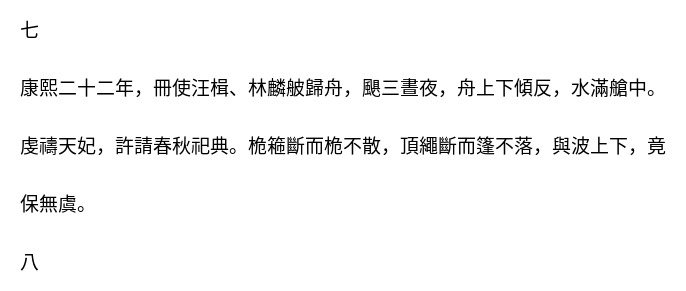 七
康熙二十二年，冊使汪楫、林麟㿱歸舟，颶三晝夜，舟上下傾反，水滿艙中。
虔禱天妃，許請春秋祀典。桅箍斷而桅不散，頂繩斷而篷不落，與波上下，竟
保無虞。
八